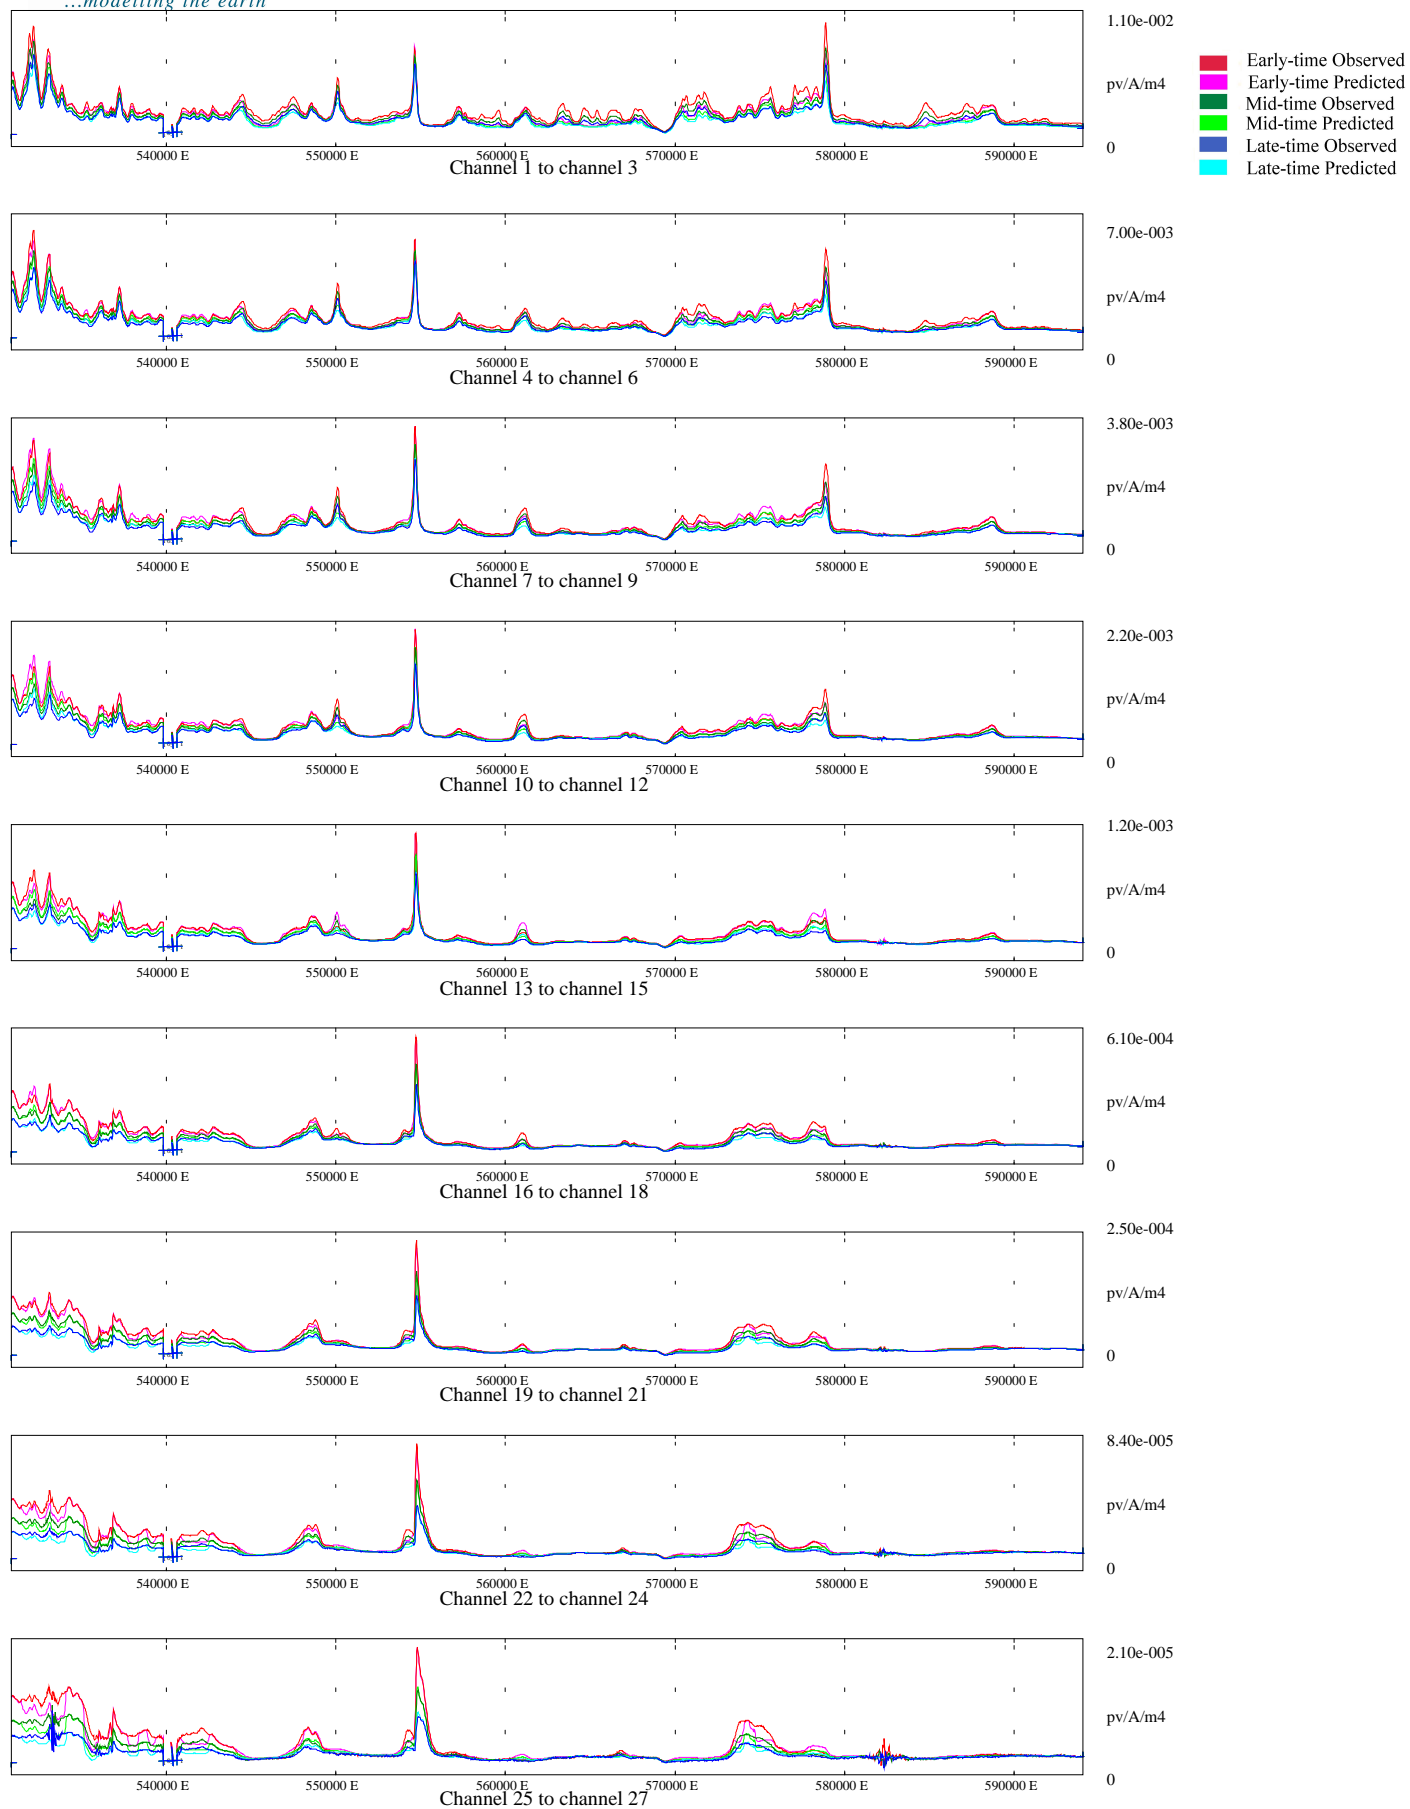 ...modelling the earth
1.10e-002
pv/A/m4
0
540000 E 550000 E 560000 E 570000 E 580000 E 590000 E
Channel 1 to channel 3
Early-time Observed
Early-time Predicted
Mid-time Observed
Mid-time Predicted
Late-time Observed
Late-time Predicted
7.00e-003
pv/A/m4
0
540000 E 550000 E 560000 E 570000 E 580000 E 590000 E
Channel 4 to channel 6
3.80e-003
pv/A/m4
0
540000 E 550000 E 560000 E 570000 E 580000 E 590000 E
Channel 7 to channel 9
2.20e-003
pv/A/m4
0
540000 E 550000 E 560000 E 570000 E 580000 E 590000 E
Channel 10 to channel 12
1.20e-003
pv/A/m4
0
540000 E 550000 E 560000 E 570000 E 580000 E 590000 E
Channel 13 to channel 15
6.10e-004
pv/A/m4
0
540000 E 550000 E 560000 E 570000 E 580000 E 590000 E
Channel 16 to channel 18
2.50e-004
pv/A/m4
0
540000 E 550000 E 560000 E 570000 E 580000 E 590000 E
Channel 19 to channel 21
8.40e-005
pv/A/m4
0
540000 E 550000 E 560000 E 570000 E 580000 E 590000 E
Channel 22 to channel 24
2.10e-005
pv/A/m4
0
540000 E 550000 E 560000 E 570000 E 580000 E 590000 E
Channel 25 to channel 27